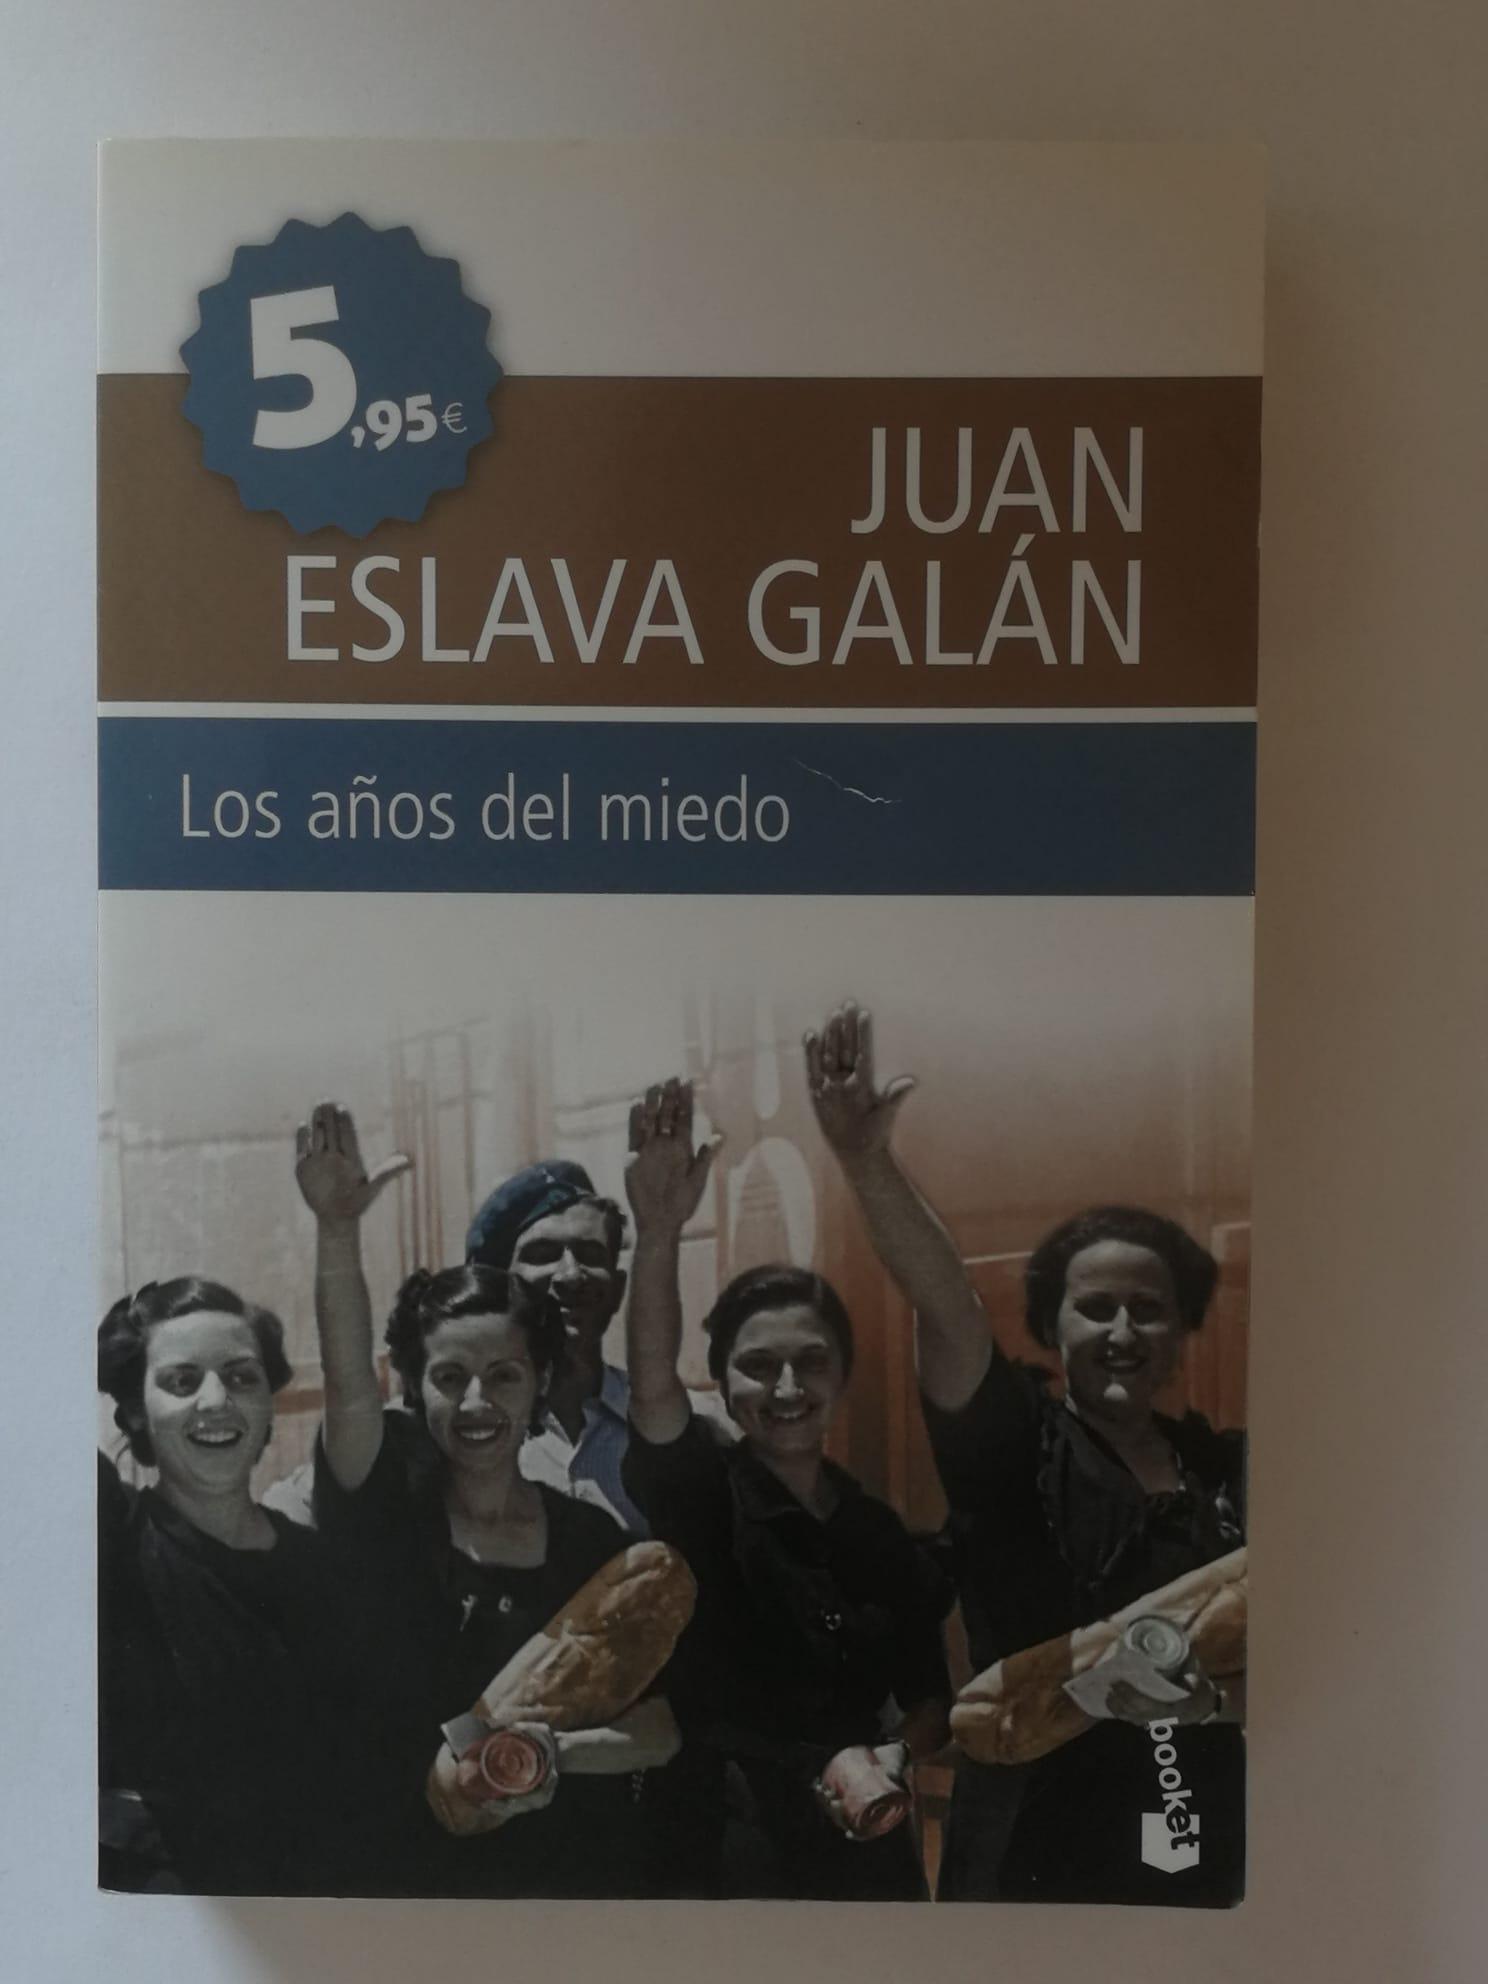 5,95€
JUAN
ESLAVA GALÁN
Los años del miedo
booket